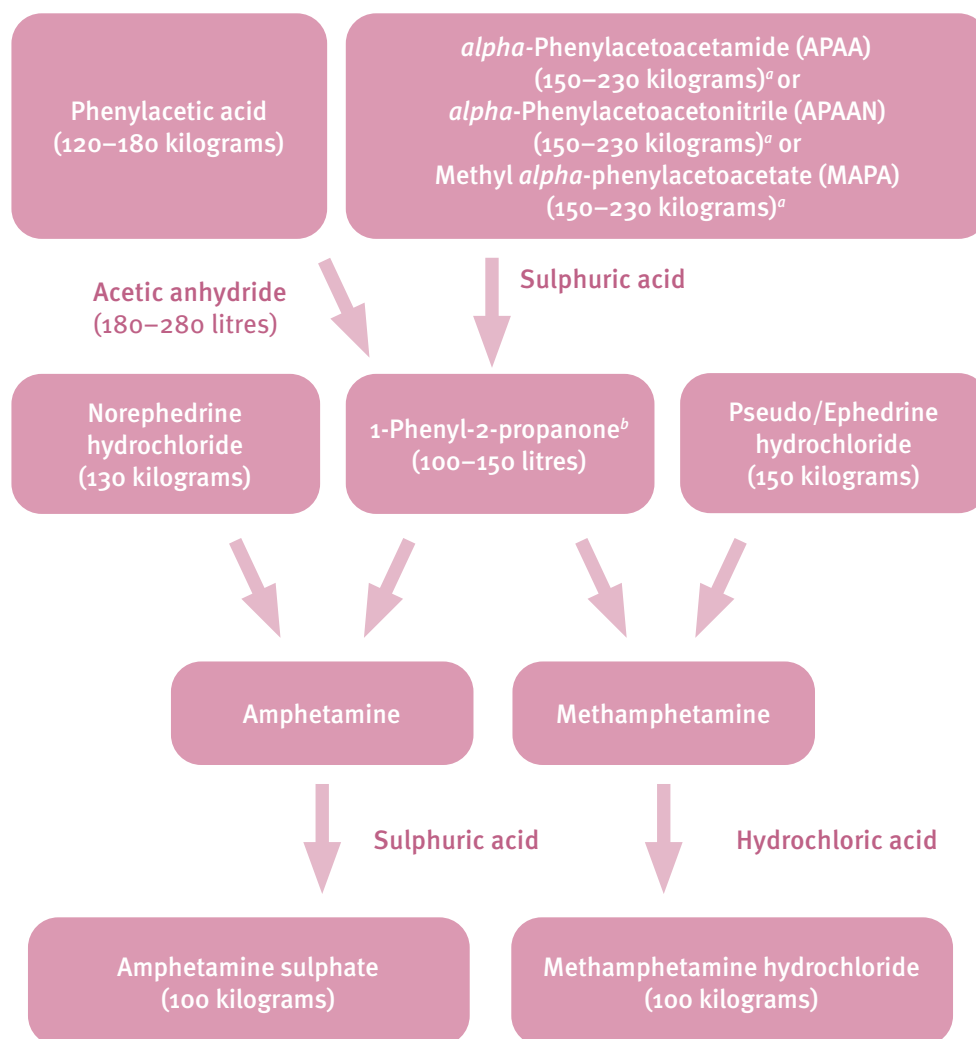 Phenylacetic acid
(120–180 kilograms)
alpha-Phenylacetoacetamide (APAA)
(150–230 kilograms)a or
alpha-Phenylacetoacetonitrile (APAAN)
(150–230 kilograms)a or
Methyl alpha-phenylacetoacetate (MAPA)
(150–230 kilograms)a
Acetic anhydride
(180–280 litres)
Sulphuric acid
Norephedrine
hydrochloride
(130 kilograms)
1-Phenyl-2-propanoneb
(100–150 litres)
Pseudo/Ephedrine
hydrochloride
(150 kilograms)
Amphetamine
Methamphetamine
Sulphuric acid
Hydrochloric acid
Amphetamine sulphate
(100 kilograms)
Methamphetamine hydrochloride
(100 kilograms)